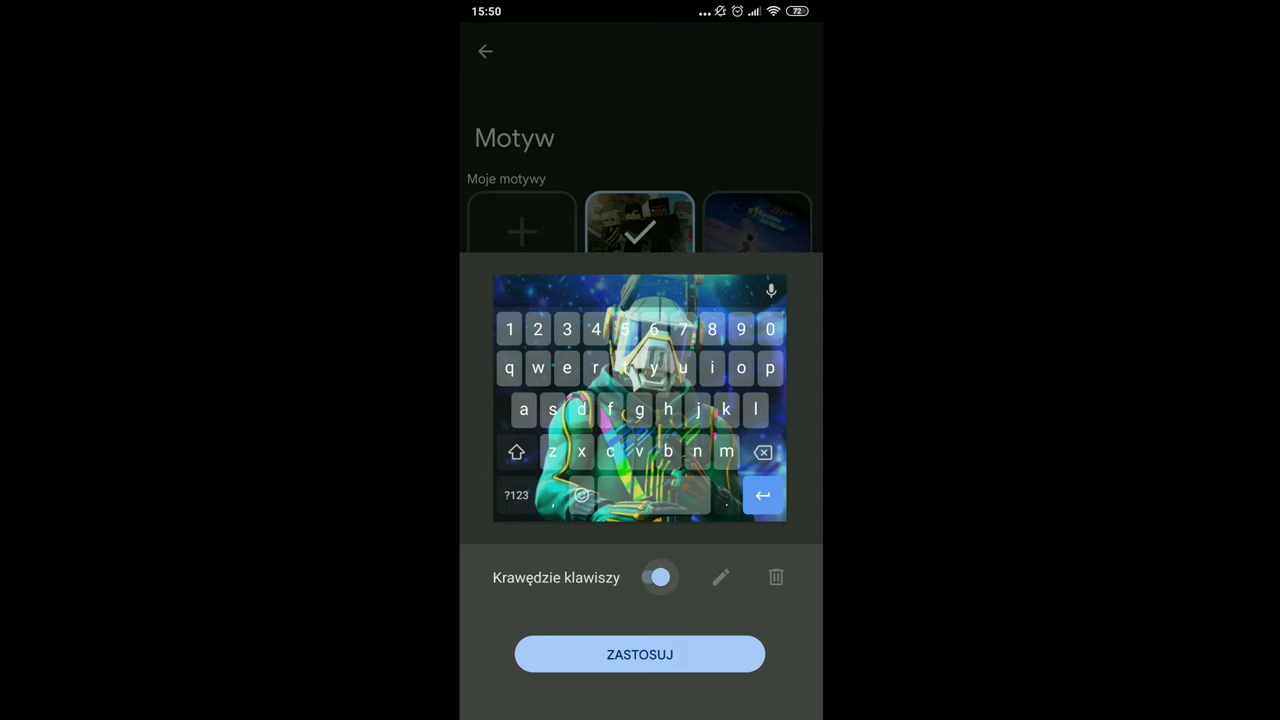 15:50
72
Motyw
Moje motywy
1 2 3 4 5 6 7 8 9 0
q w e r t y u i o p
a s d f g h j k l
z x c v b n m
?123 , .
Krawędzie klawiszy
ZASTOSUJ